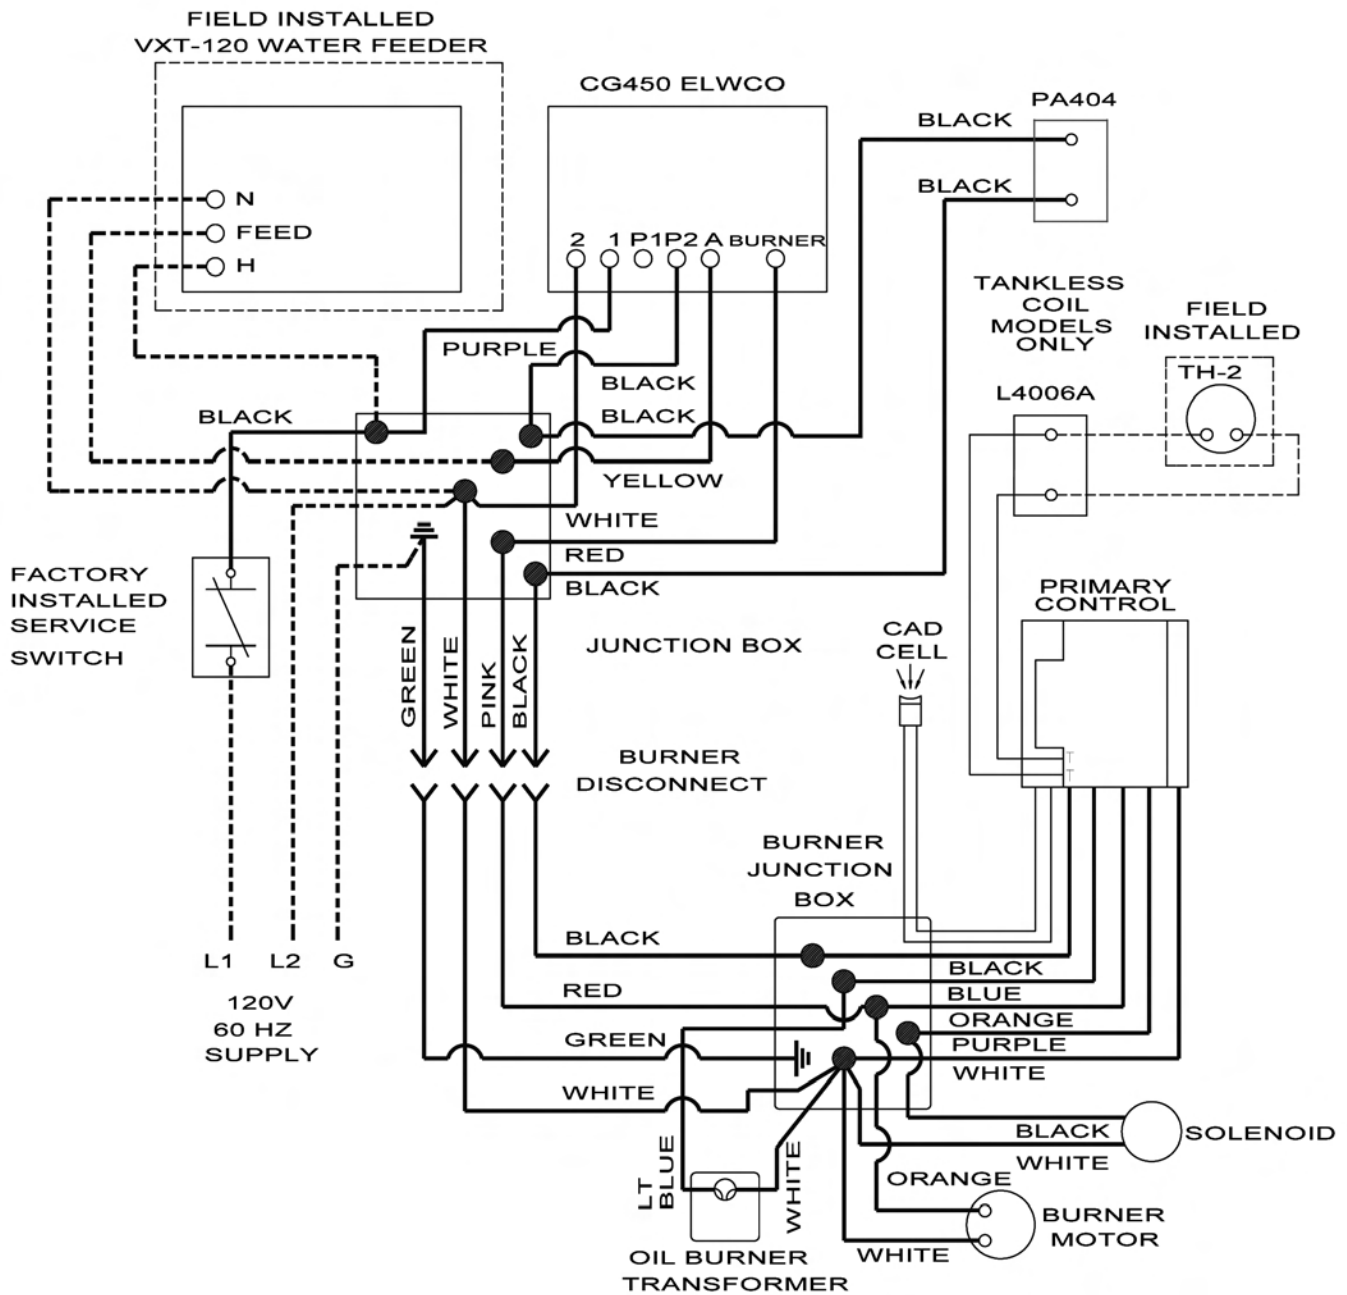 FIELD INSTALLED
VXT-120 WATER FEEDER
N
FEED
H
CG450 ELWCO
2 1 P1 P2 A BURNER
PA404
BLACK
BLACK
PURPLE
BLACK
BLACK
BLACK
YELLOW
WHITE
RED
BLACK
TANKLESS
COIL
MODELS
ONLY
L4006A
FIELD
INSTALLED
TH-2
FACTORY
INSTALLED
SERVICE
SWITCH
JUNCTION BOX
GREEN
WHITE
PINK
BLACK
BURNER
DISCONNECT
CAD
CELL
PRIMARY
CONTROL
T
T
L1 L2 G
120V
60 HZ
SUPPLY
BURNER
JUNCTION
BOX
BLACK
RED
GREEN
WHITE
BLACK
BLUE
ORANGE
PURPLE
WHITE
BLACK
WHITE
SOLENOID
ORANGE
WHITE
BURNER
MOTOR
LT
BLUE
WHITE
OIL BURNER
TRANSFORMER